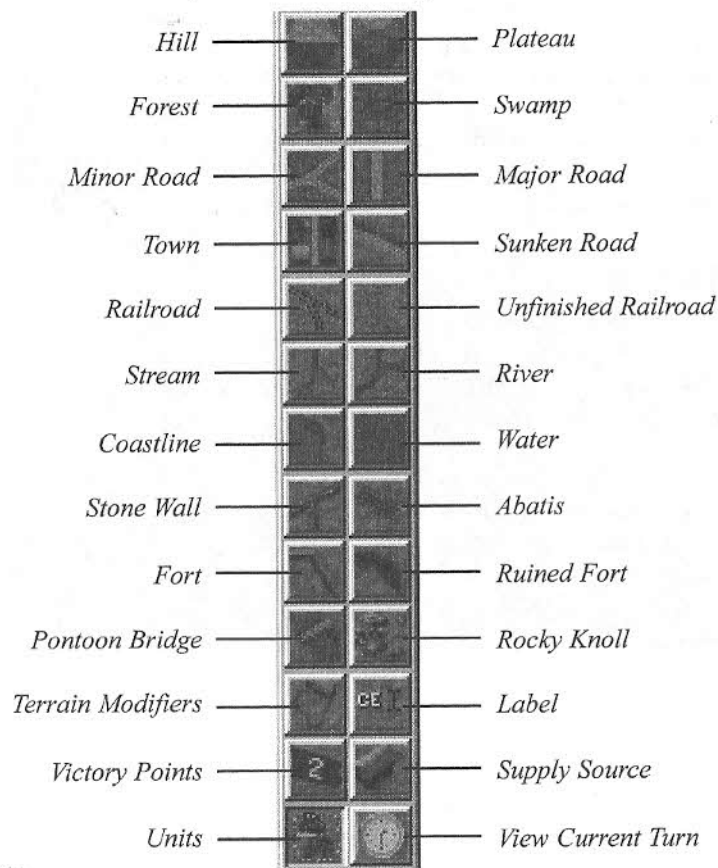 Hill Plateau
Forest Swamp
Minor Road Major Road
Town Sunken Road
Railroad Unfinished Railroad
Stream River
Coastline Water
Stone Wall Abatis
Fort Ruined Fort
Pontoon Bridge Rocky Knoll
Terrain Modifiers GE Label
Victory Points 2 Supply Source
Units View Current Turn